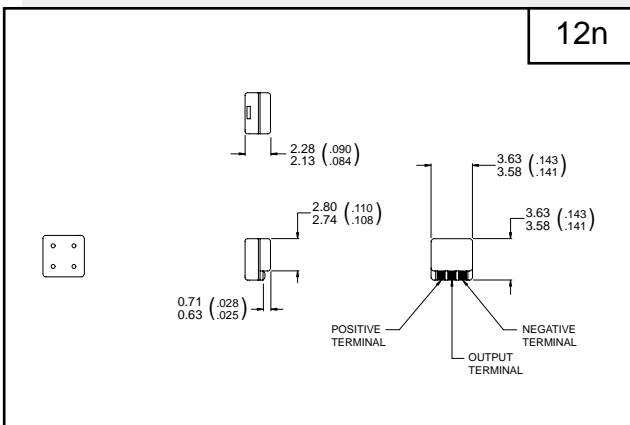 12n
2.28 (.090
2.13 .084)
3.63 (.143
3.58 .141)
2.80 (.110
2.74 .108)
3.63 (.143
3.58 .141)
0.71 (.028
0.63 .025)
POSITIVE
TERMINAL
NEGATIVE
TERMINAL
OUTPUT
TERMINAL